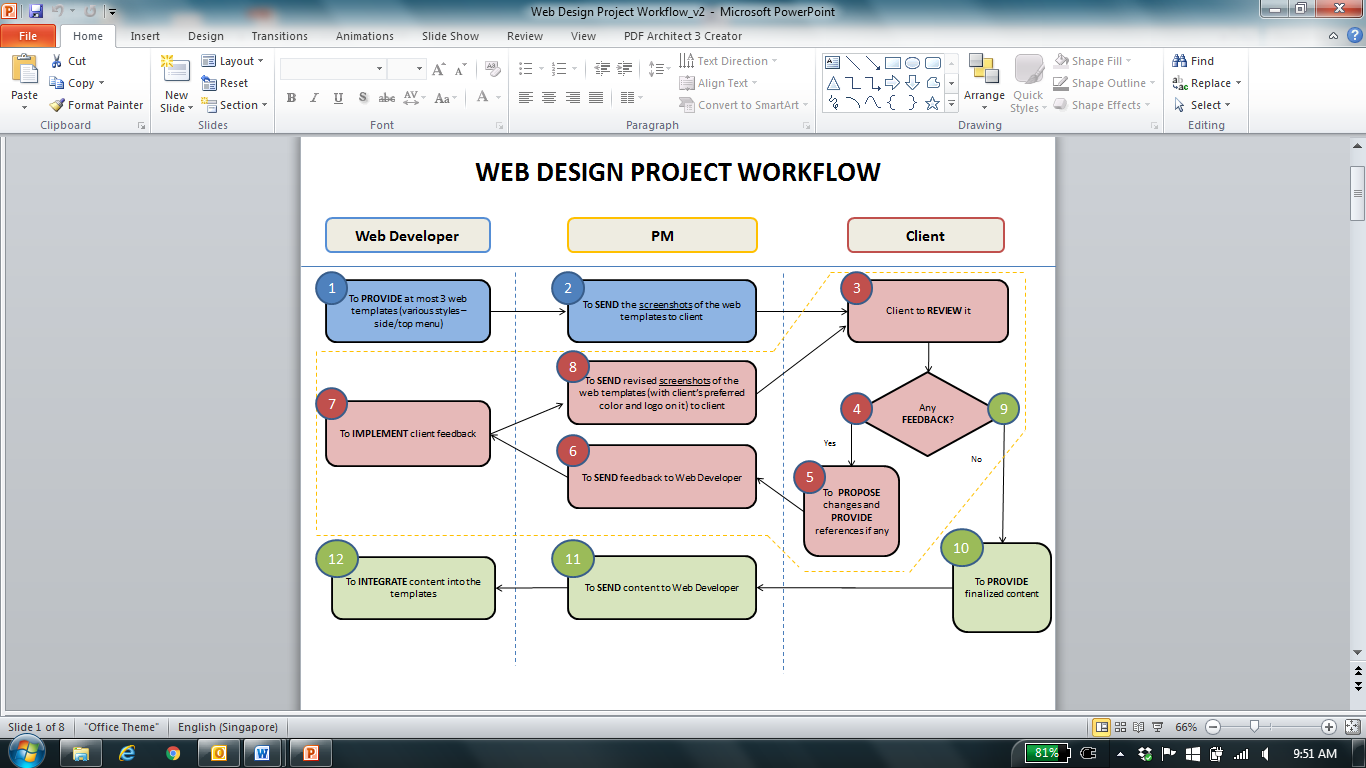 Web Design Project Workflow_v2 - Microsoft PowerPoint
File Home Insert Design Transitions Animations Slide Show Review View PDF Architect 3 Creator
Paste
Cut
Copy
Format Painter
Clipboard
New
Slide
Layout
Reset
Section
Slides
B I U S abc AV Aa A
Font
Text Direction
Align Text
Convert to SmartArt
Paragraph
Arrange
Quick
Styles
Shape Fill
Shape Outline
Shape Effects
Drawing
Find
Replace
Select
Editing
WEB DESIGN PROJECT WORKFLOW
Web Developer
PM
Client
1
To PROVIDE at most 3 web
templates (various styles–
side/top menu)
2
To SEND the screenshots of the web
templates to client
3
Client to REVIEW it
8
To SEND revised screenshots of the
web templates (with client's preferred
color and logo on it) to client
7
To IMPLEMENT client feedback
4
Any
FEEDBACK?
9
Yes
No
6
To SEND feedback to Web Developer
5
To PROPOSE
changes and
PROVIDE
references if any
12
To INTEGRATE content into the
templates
11
To SEND content to Web Developer
10
To PROVIDE
finalized content
Slide 1 of 8 "Office Theme" English (Singapore) 66%
81% 9:51 AM